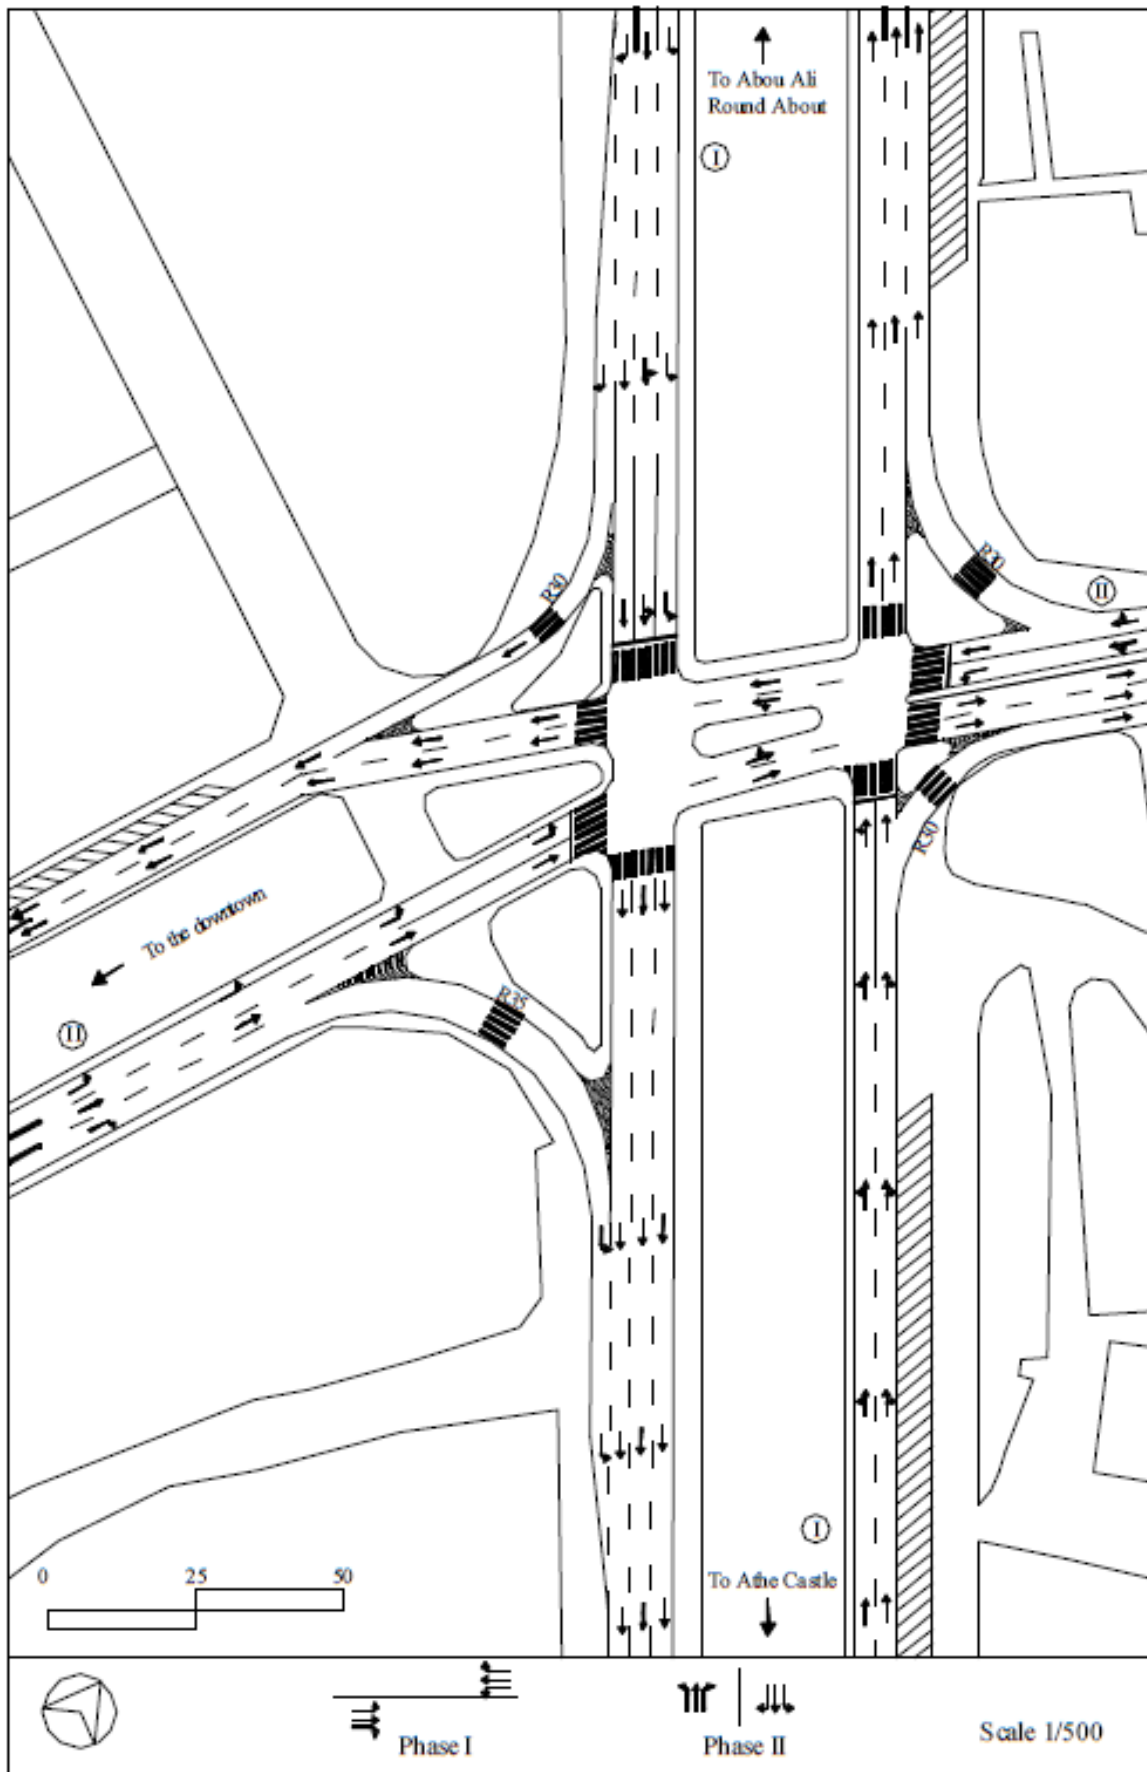 To Abou Ali
Round About
I
R30
R30
II
To the downtown
R30
R35
II
I
To Athe Castle
0 25 50
Phase I
Phase II
Scale 1/500